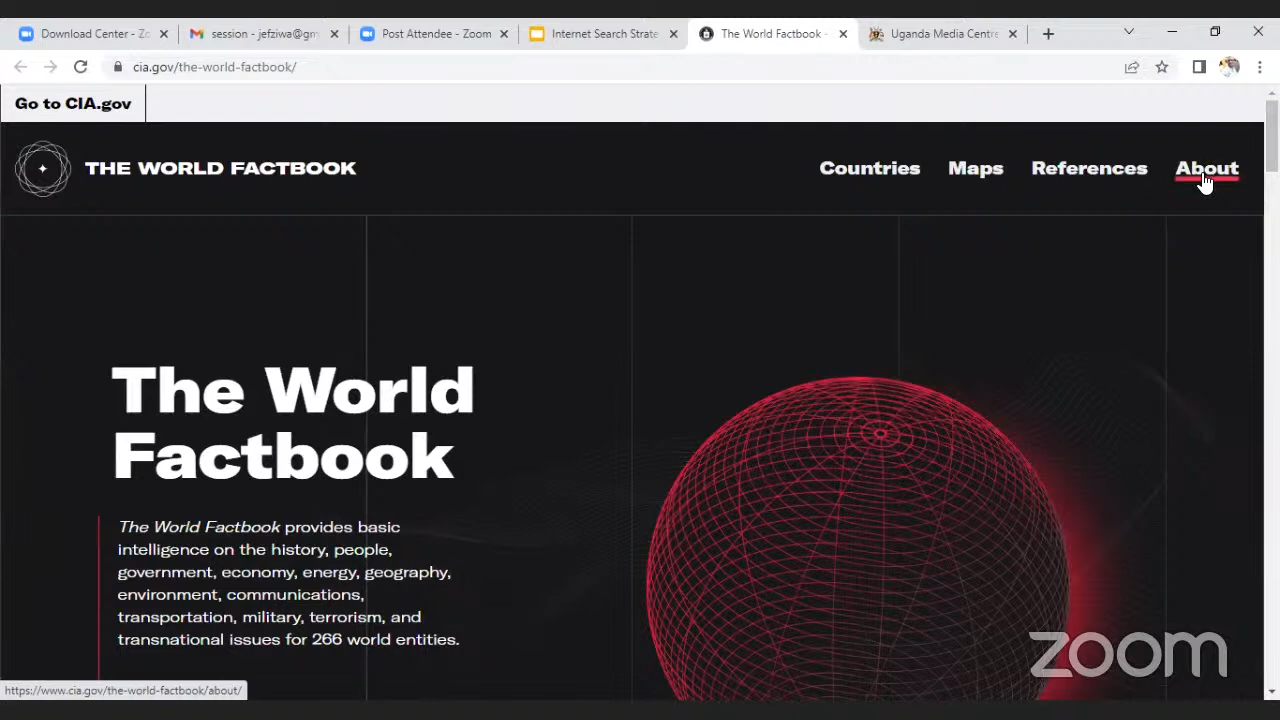 Download Center - Zo
session - jefziwa@gm
Post Attendee - Zoom
Internet Search Strate
The World Factbook -
Uganda Media Centre
cia.gov/the-world-factbook/
Go to CIA.gov
THE WORLD FACTBOOK
Countries
Maps
References
About
The World
Factbook
The World Factbook provides basic
intelligence on the history, people,
government, economy, energy, geography,
environment, communications,
transportation, military, terrorism, and
transnational issues for 266 world entities.
zoom
https://www.cia.gov/the-world-factbook/about/